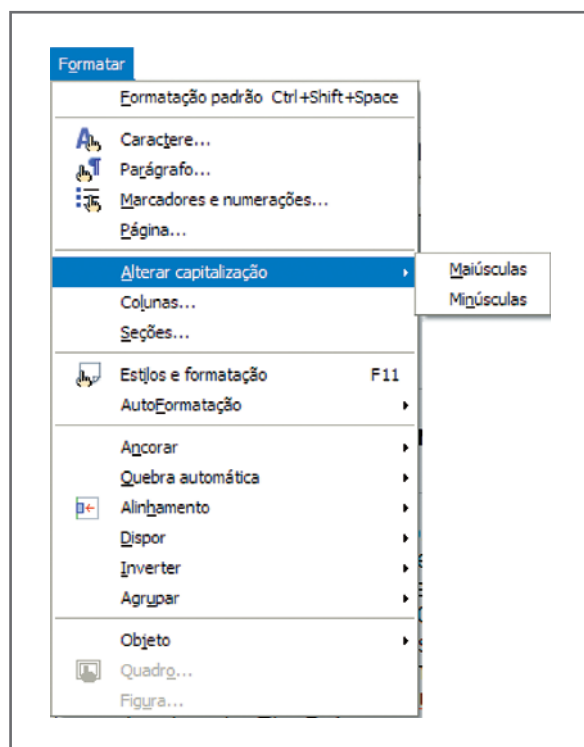 Formatar
Formatação padrão Ctrl+Shift+Space
Caractere...
Parágrafo...
Marcadores e numerações...
Página...
Alterar capitalização
Maiúsculas
Minúsculas
Colunas...
Seções...
Estilos e formatação F11
AutoFormatação
Ancorar
Quebra automática
Alinhamento
Dispor
Inverter
Agrupar
Objeto
Quadro...
Figura...